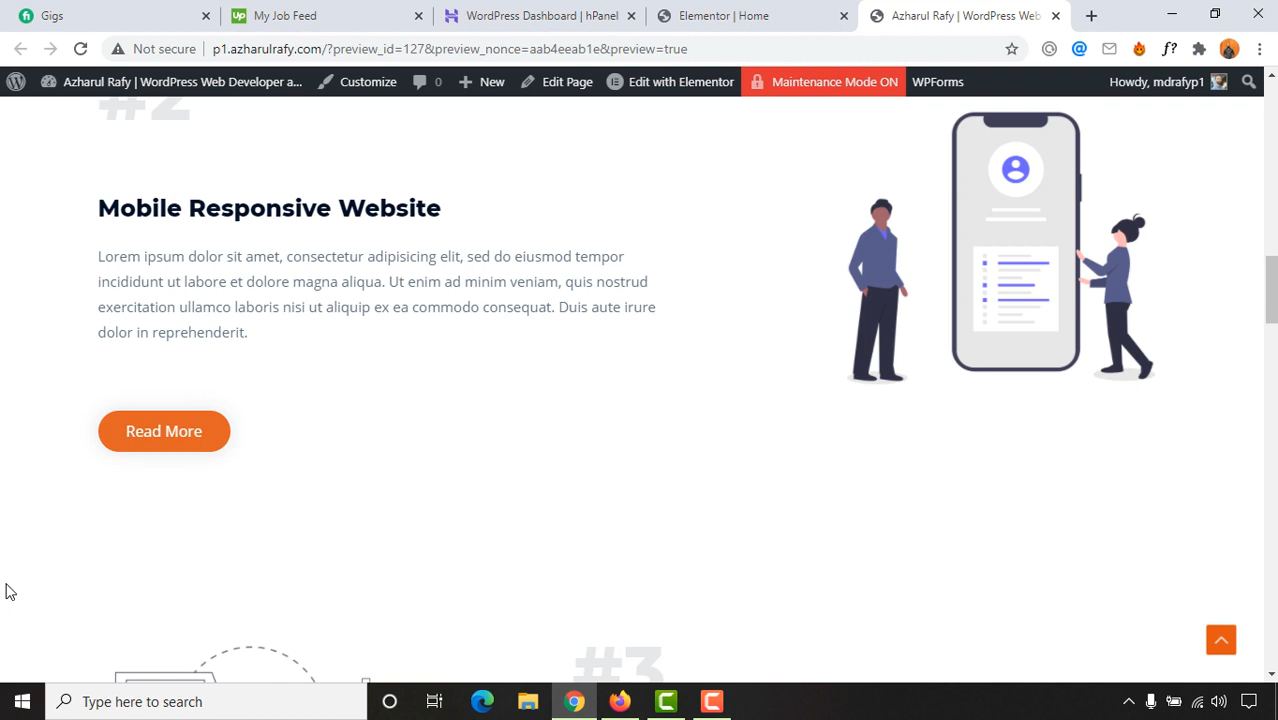 Gigs
My Job Feed
WordPress Dashboard | hPanel
Elementor | Home
Azharul Rafy | WordPress Web
Not secure
p1.azharulrafy.com/?preview_id=127&preview_nonce=aab4eeab1e&preview=true
Azharul Rafy | WordPress Web Developer a...
Customize
0
New
Edit Page
Edit with Elementor
Maintenance Mode ON
WPForms
Howdy, mdrafyp1
#2
Mobile Responsive Website
Lorem ipsum dolor sit amet, consectetur adipisicing elit, sed do eiusmod tempor
incididunt ut labore et dolore magna aliqua. Ut enim ad minim veniam, quis nostrud
exercitation ullamco laboris nisi ut aliquip ex ea commodo consequat. Duis aute irure
dolor in reprehenderit.
Read More
#3
Type here to search